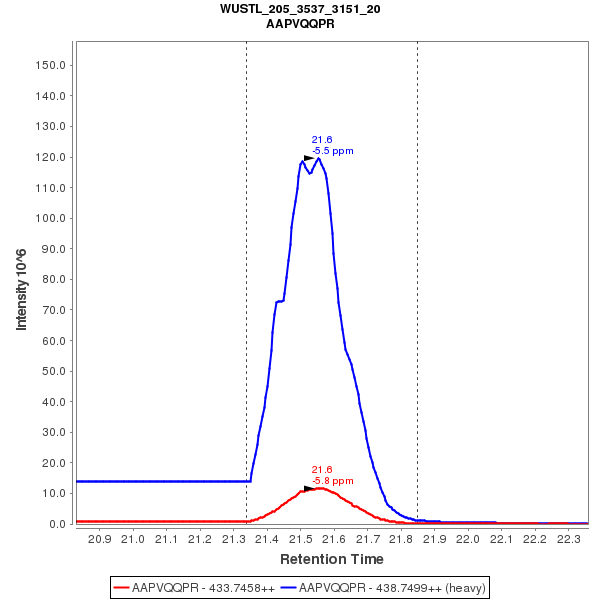 WUSTL_205_3537_3151_20
AAPVQQPR
Intensity 10^6
150.0
140.0
130.0
120.0
110.0
100.0
90.0
80.0
70.0
60.0
50.0
40.0
30.0
20.0
10.0
0.0
21.6
-5.5 ppm
21.6
-5.8 ppm
20.9 21.0 21.1 21.2 21.3 21.4 21.5 21.6 21.7 21.8 21.9 22.0 22.1 22.2 22.3
Retention Time
AAPVQQPR - 433.7458++ AAPVQQPR - 438.7499++ (heavy)